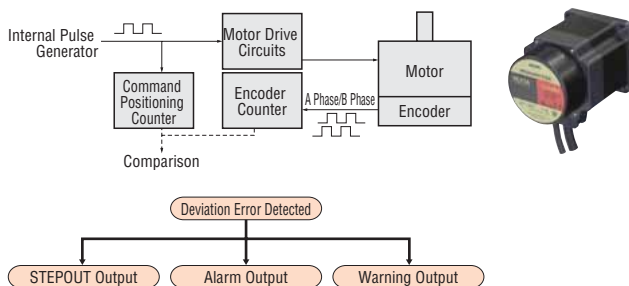 Internal Pulse
Generator
Motor Drive
Circuits
Motor
Command
Positioning
Counter
Encoder
Counter
A Phase/B Phase
Encoder
Comparison
Deviation Error Detected
STEPOUT Output
Alarm Output
Warning Output